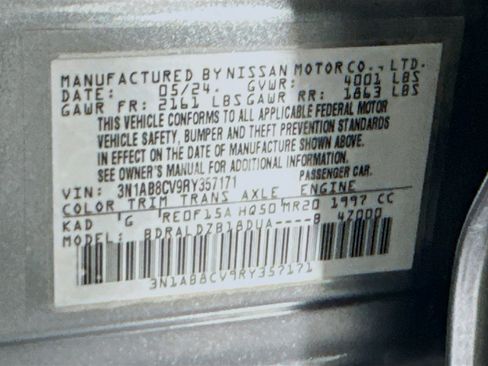 MANUFACTURED BY NISSAN MOTOR CO., LTD.
DATE: 05/24. GVWR: 4001 LBS
GAWR FR: 2161 LBS GAWR RR: 1863 LBS
THIS VEHICLE CONFORMS TO ALL APPLICABLE FEDERAL MOTOR
VEHICLE SAFETY, BUMPER AND THEFT PREVENTION STANDARDS
IN EFFECT ON THE DATE OF MANUFACTURE SHOWN ABOVE.
SEE OWNER'S MANUAL FOR ADDITIONAL INFORMATION.
VIN: 3N1AB8CV9RY357171 PASSENGER CAR.
COLOR TRIM TRANS AXLE ENGINE
KAD G RE0F15A HQ50 MR20 1997 CC
MODEL: BDRALDZB18DUA----B 47000
3N1AB8CV9RY357171